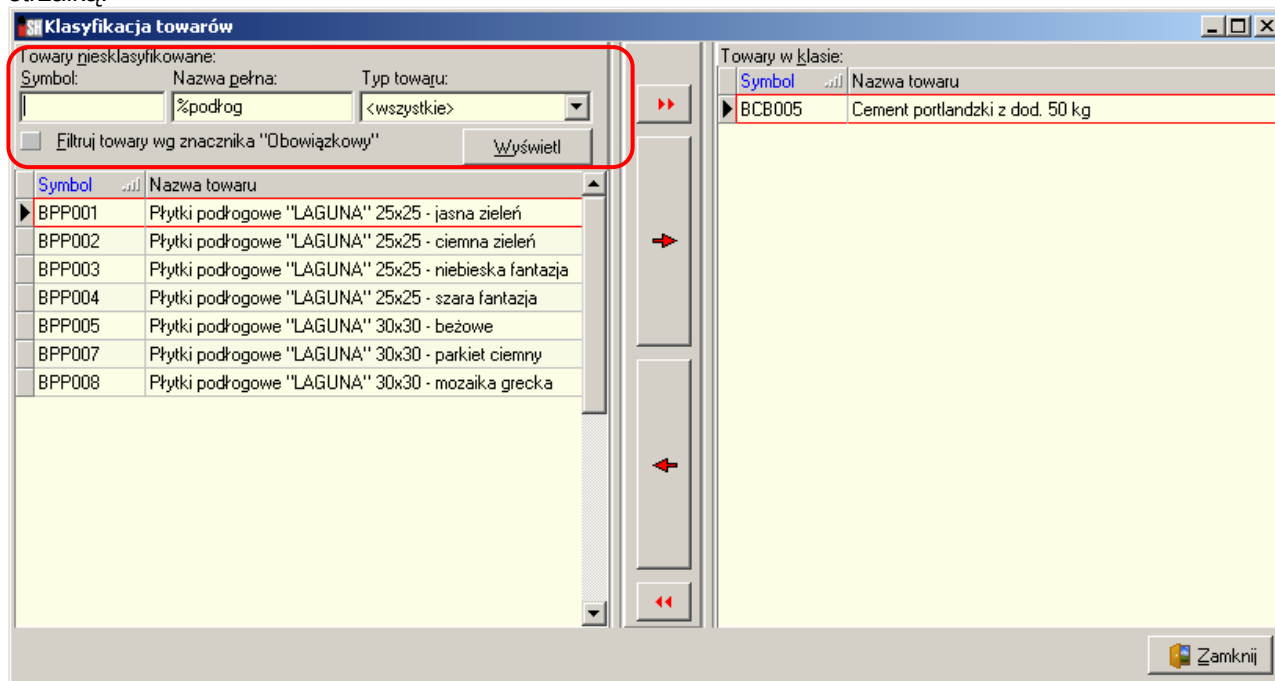 strzałką.
SH Klasyfikacja towarów
Towary niesklasyfikowane:
Symbol: Nazwa pełna: Typ towaru:
%podłog <wszystkie>
Filtruj towary wg znacznika "Obowiązkowy" Wyświetl
Symbol Nazwa towaru
BPP001 Płytki podłogowe "LAGUNA" 25x25 - jasna zieleń
BPP002 Płytki podłogowe "LAGUNA" 25x25 - ciemna zieleń
BPP003 Płytki podłogowe "LAGUNA" 25x25 - niebieska fantazja
BPP004 Płytki podłogowe "LAGUNA" 25x25 - szara fantazja
BPP005 Płytki podłogowe "LAGUNA" 30x30 - beżowe
BPP007 Płytki podłogowe "LAGUNA" 30x30 - parkiet ciemny
BPP008 Płytki podłogowe "LAGUNA" 30x30 - mozaika grecka
Towary w klasie:
Symbol Nazwa towaru
BCB005 Cement portlandzki z dod. 50 kg
Zamknij